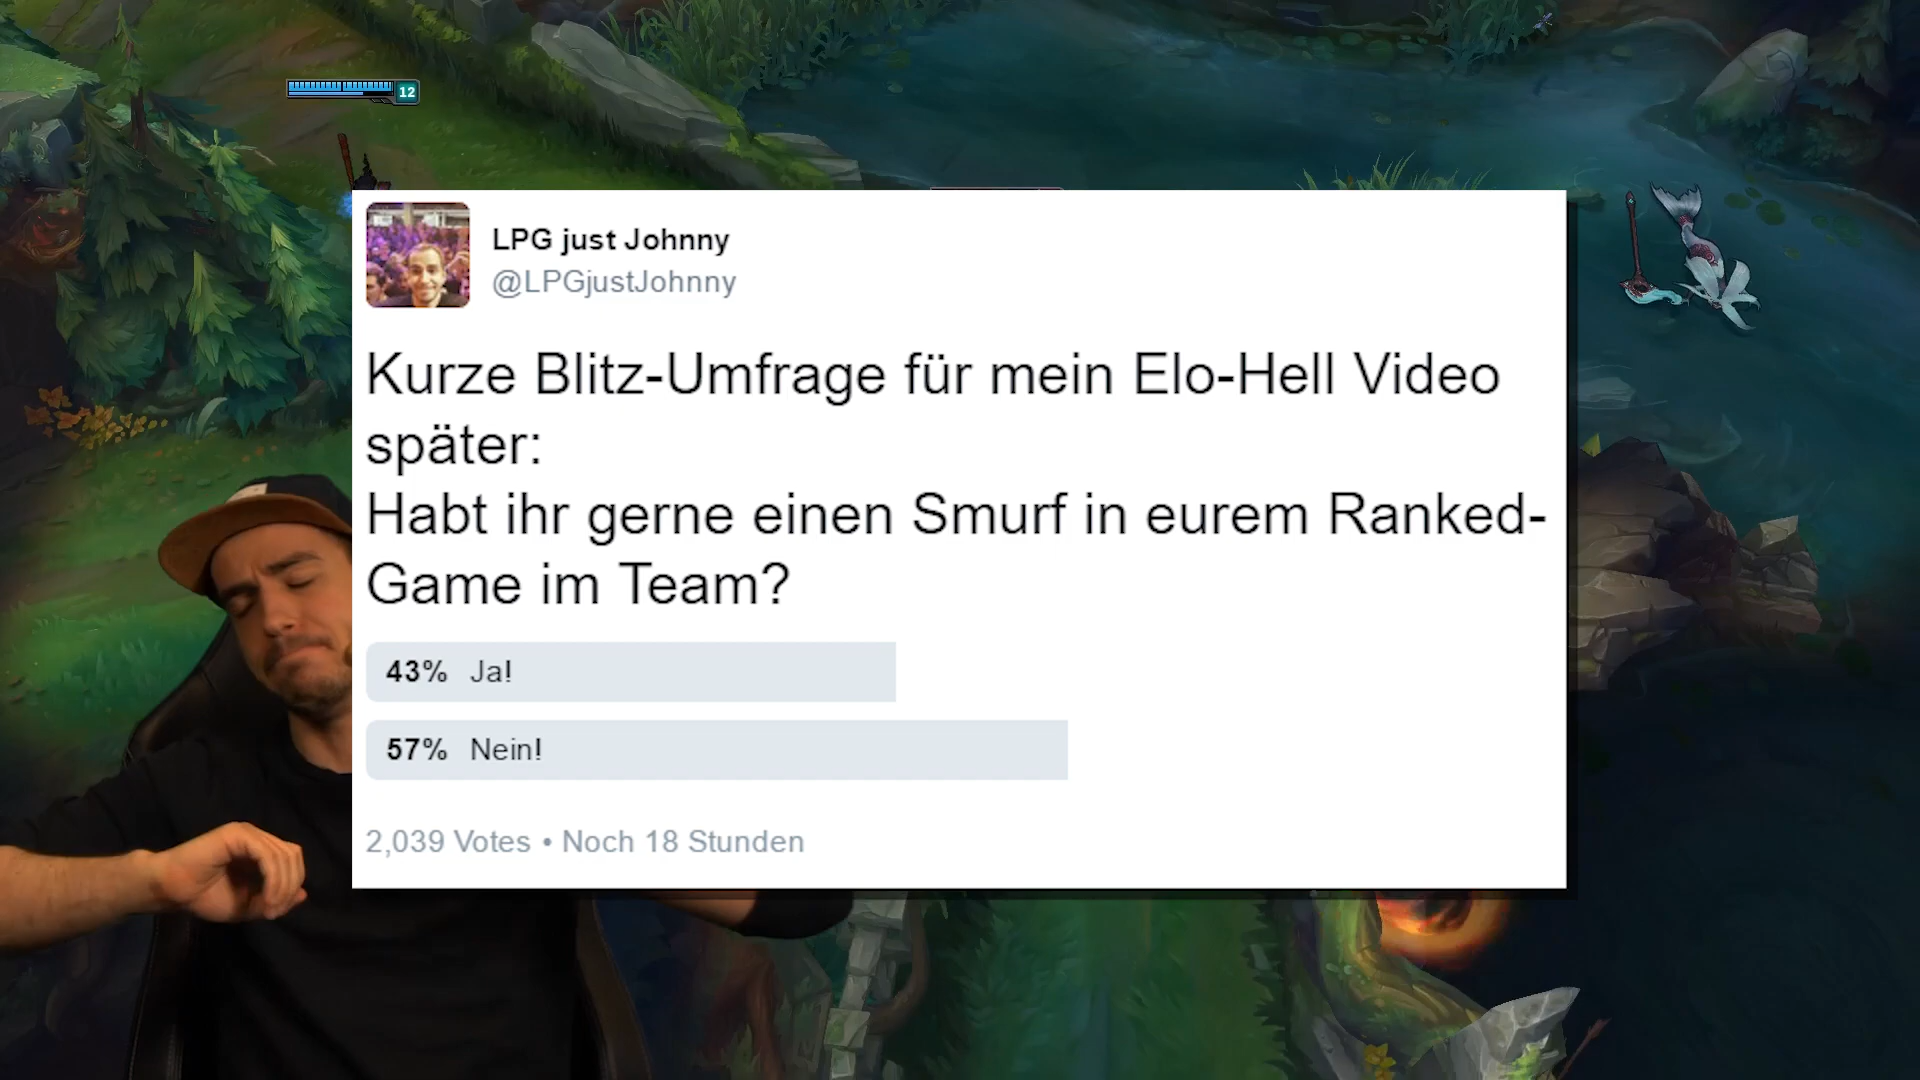 12
LPG just Johnny
@LPGjustJohnny
Kurze Blitz-Umfrage für mein Elo-Hell Video
später:
Habt ihr gerne einen Smurf in eurem Ranked-
Game im Team?
43% Ja!
57% Nein!
2,039 Votes • Noch 18 Stunden